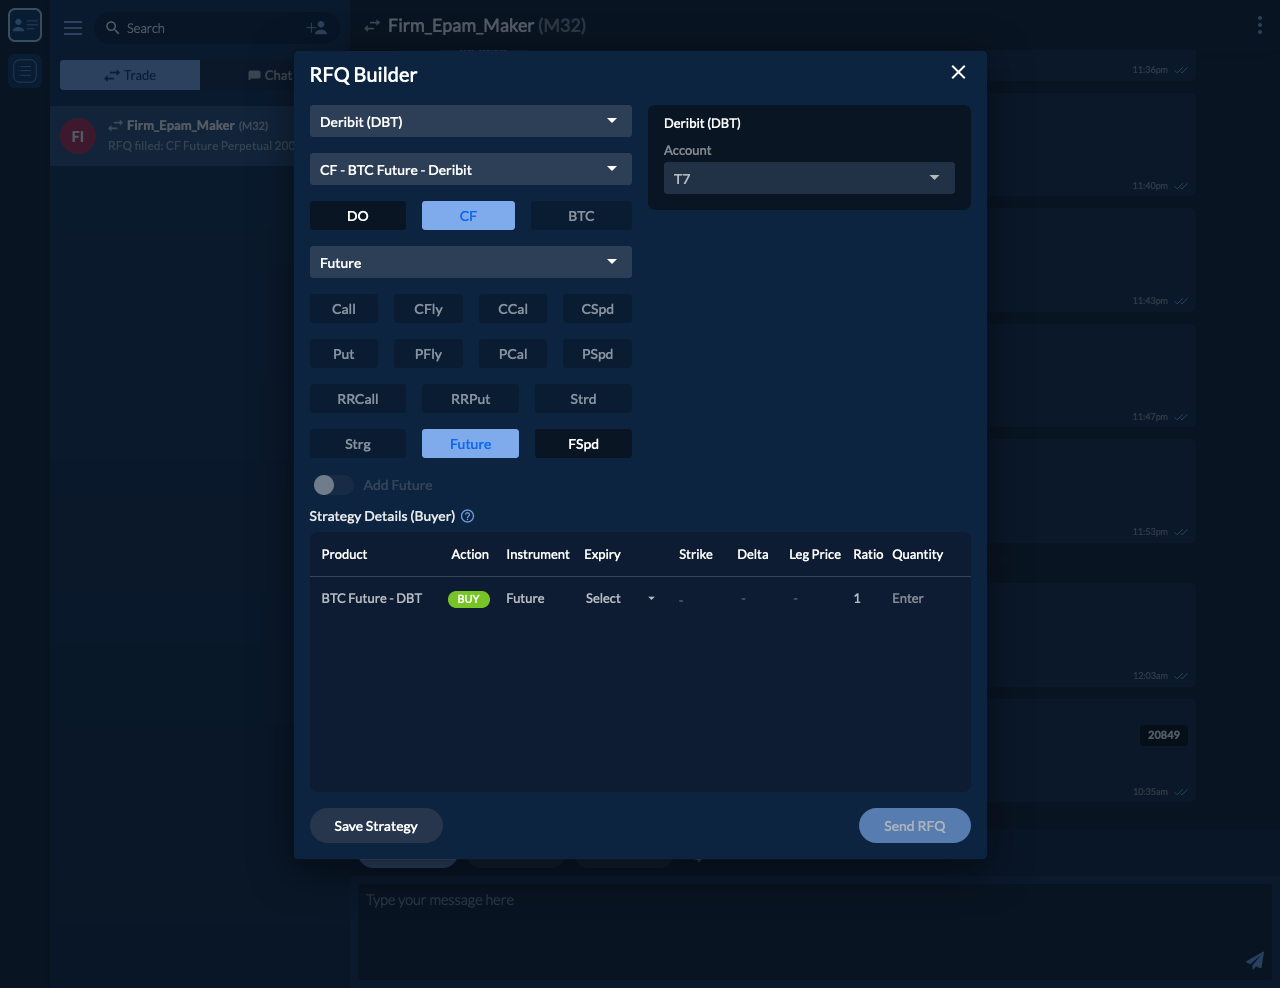 Search
Firm_Epam_Maker (M32)
Trade
Chat
FI
Firm_Epam_Maker (M32)
RFQ filled: CF Future Perpetual 200
RFQ Builder
Deribit (DBT)
CF - BTC Future - Deribit
DO CF BTC
Future
Call CFly CCal CSpd
Put PFly PCal PSpd
RRCall RRPut Strd
Strg Future FSpd
Add Future
Deribit (DBT)
Account
T7
Strategy Details (Buyer) ?
Product Action Instrument Expiry Strike Delta Leg Price Ratio Quantity
BTC Future - DBT BUY Future Select - - - 1 Enter
Save Strategy
Send RFQ
11:36pm
11:40pm
11:43pm
11:47pm
11:53pm
12:03am
20849
10:35am
Type your message here